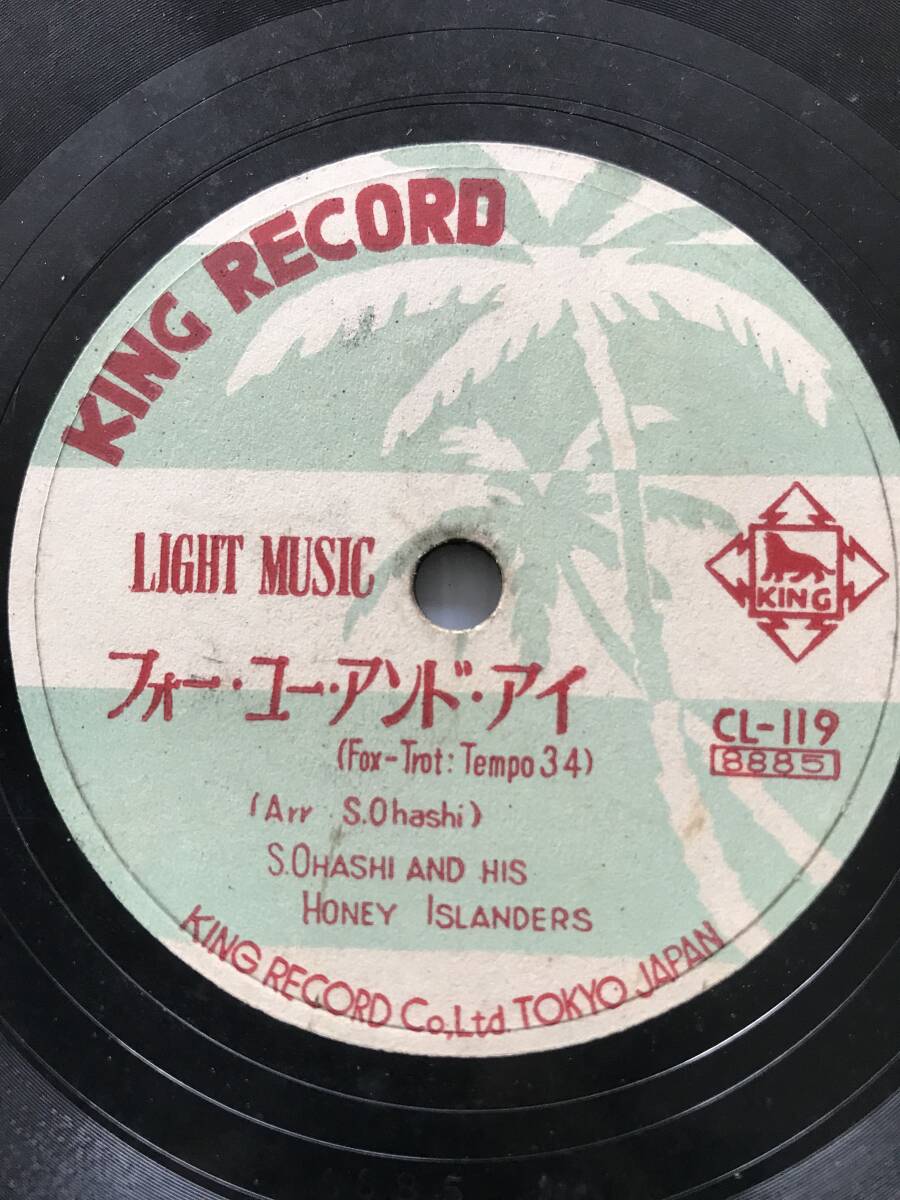 KING RECORD
LIGHT MUSIC
KING
フォー・ユー・アンド・アイ
CL-119
(Fox-Trot: Tempo 34)
8885
(Arr S.Ohashi)
S.OHASHI AND HIS
HONEY ISLANDERS
KING RECORD Co,Ltd. TOKYO JAPAN